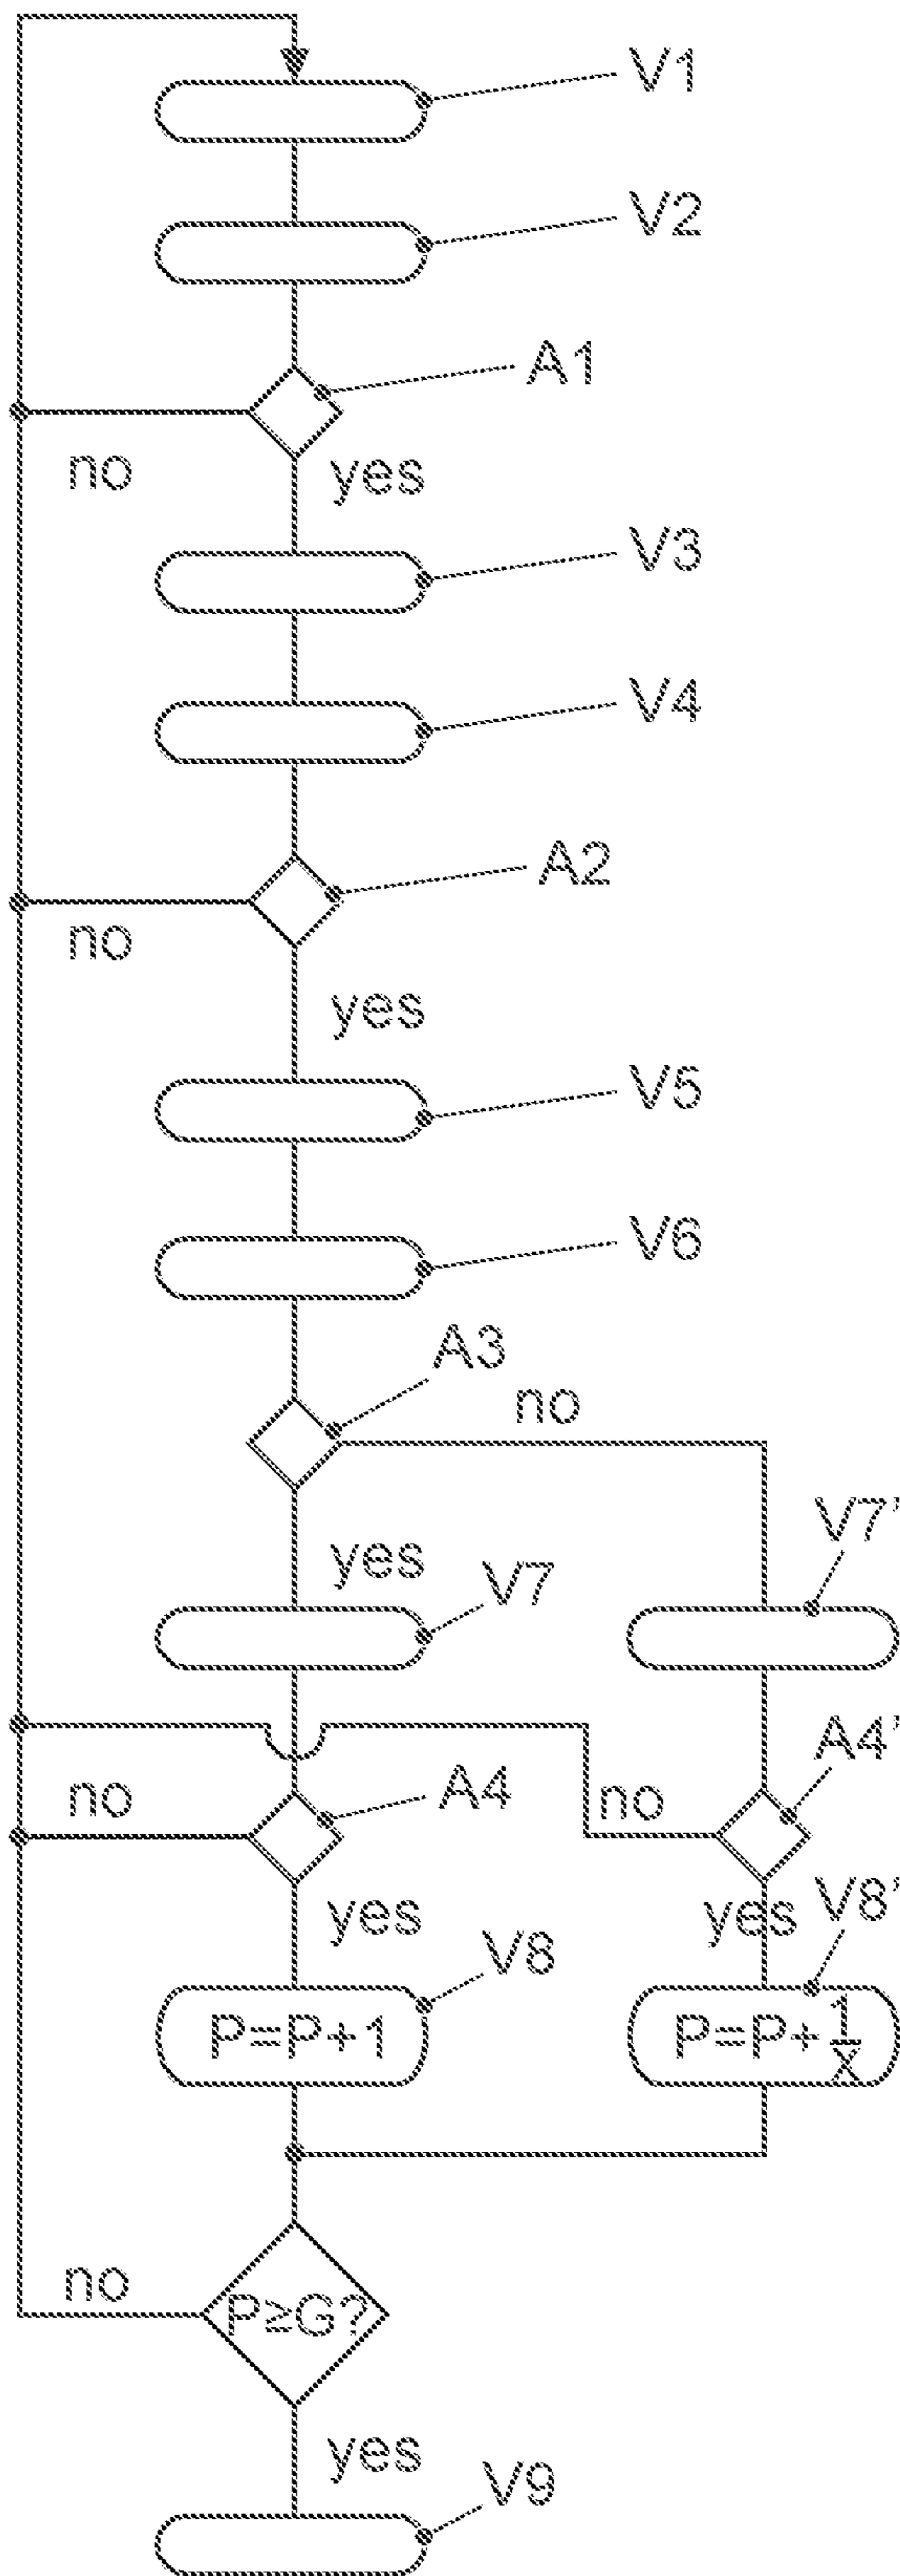 V1
V2
A1
no
yes
V3
V4
A2
no
yes
V5
V6
A3
no
yes
V7
V7'
A4
A4'
no
no
yes
yes
V8
V8'
P=P+1
P=P+1/x
no
P≥G?
yes
V9